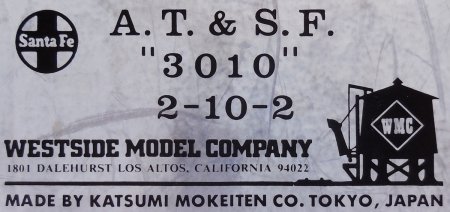 Santa Fe
A. T. & S. F.
"3010"
2-10-2
WMC
WESTSIDE MODEL COMPANY
1801 DALEHURST LOS ALTOS, CALIFORNIA 94022
MADE BY KATSUMI MOKEITEN CO. TOKYO, JAPAN